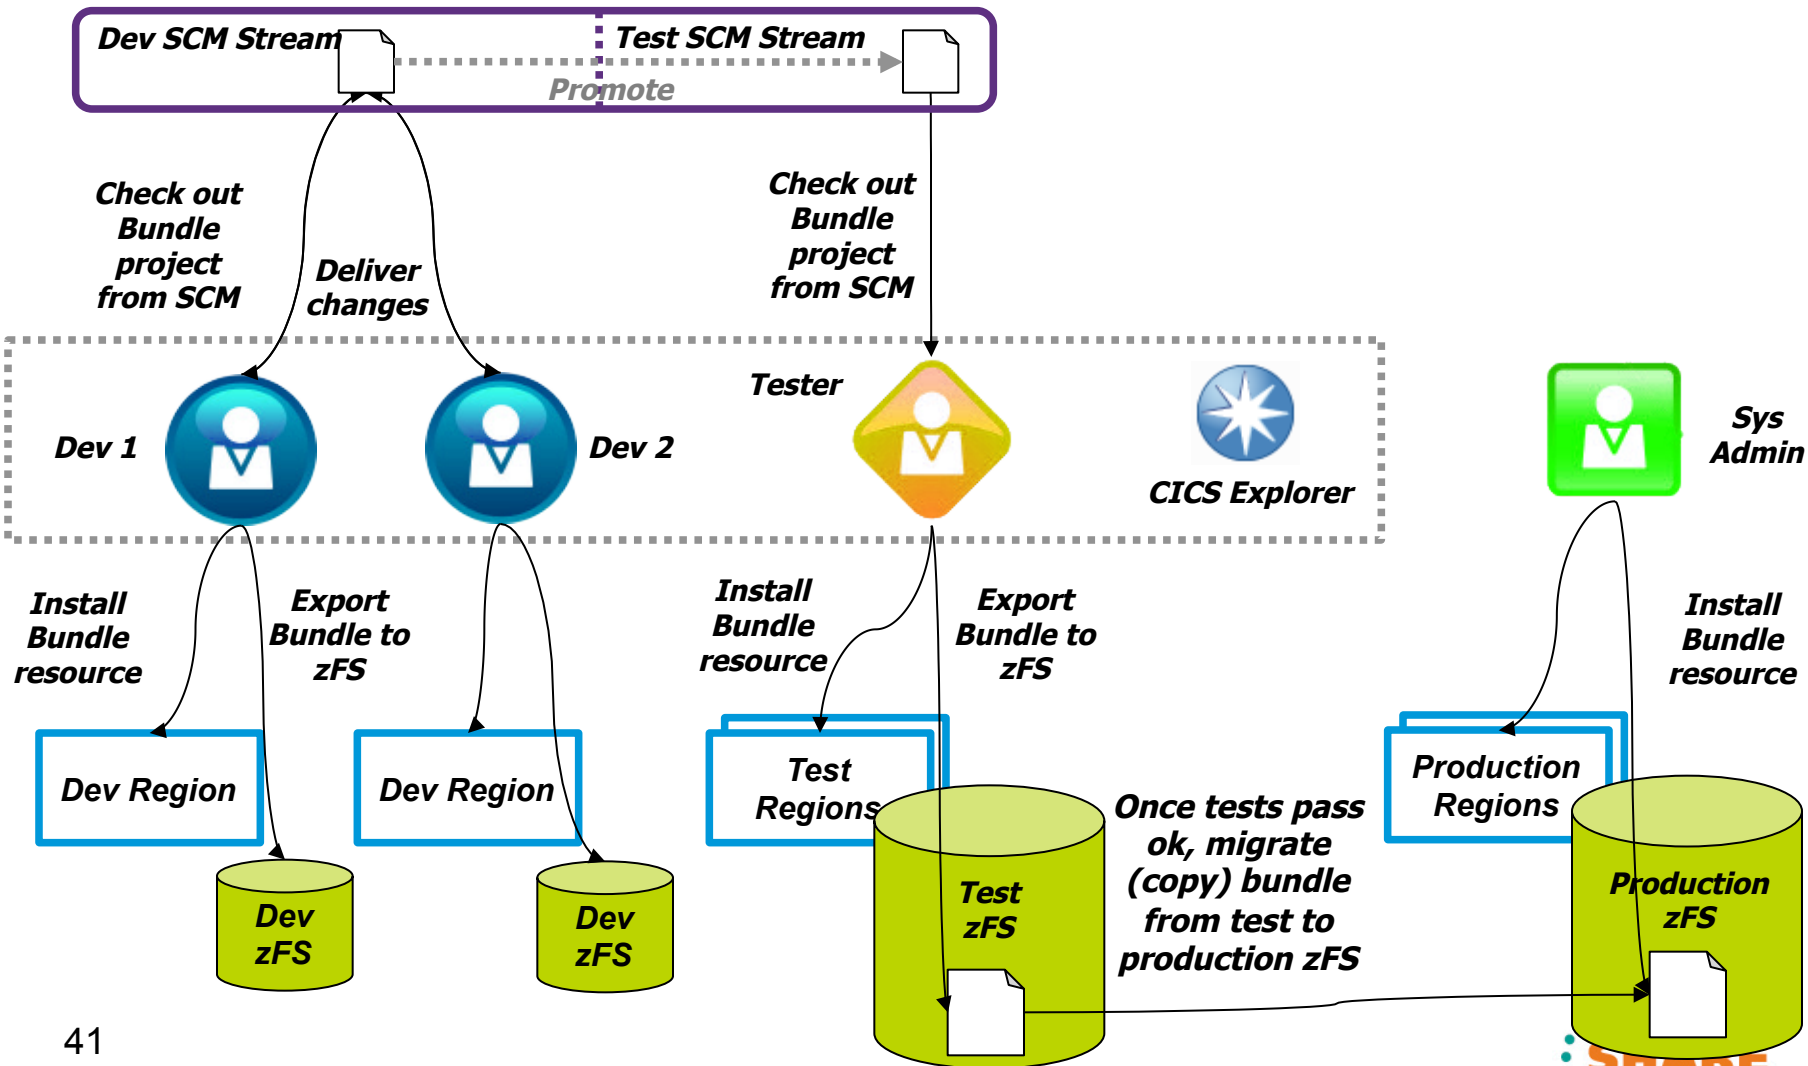 Dev SCM Stream
Test SCM Stream
Promote
Check out
Bundle
project
from SCM
Deliver
changes
Check out
Bundle
project
from SCM
Dev 1
Dev 2
Tester
CICS Explorer
Sys
Admin
Install
Bundle
resource
Export
Bundle to
zFS
Install
Bundle
resource
Export
Bundle to
zFS
Install
Bundle
resource
Dev Region
Dev Region
Test
Regions
Production
Regions
Dev
zFS
Dev
zFS
Test
zFS
Once tests pass
ok, migrate
(copy) bundle
from test to
production zFS
Production
zFS
41
SHARE